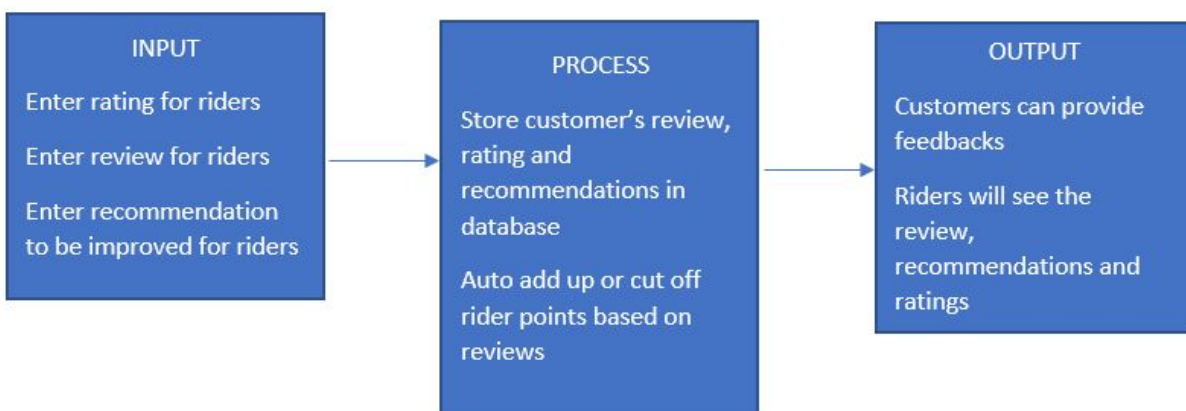 INPUT
Enter rating for riders
Enter review for riders
Enter recommendation
to be improved for riders
PROCESS
Store customer’s review,
rating and
recommendations in
database
Auto add up or cut off
rider points based on
reviews
OUTPUT
Customers can provide
feedbacks
Riders will see the
review,
recommendations and
ratings